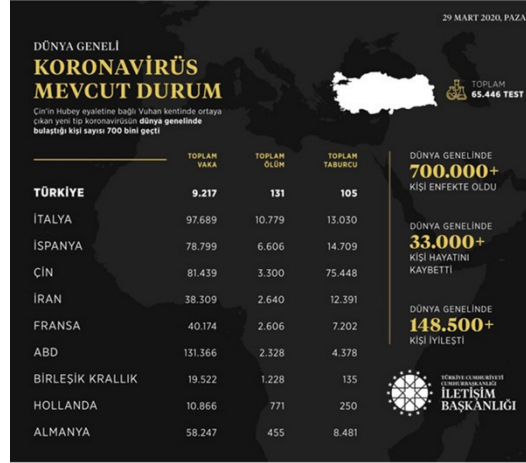 29 MART 2020, PAZA
DÜNYA GENELİ
KORONAVİRÜS
MEVCUT DURUM
Çin'in Hubey eyaletine bağlı Vuhan kentinde ortaya
çıkan yeni tip koronavirüsün dünya genelinde
bulaştığı kişi sayısı 700 bini geçti
TOPLAM
65.446 TEST
TOPLAM VAKA TOPLAM ÖLÜM TOPLAM TABURCU
TÜRKİYE 9.217 131 105
İTALYA 97.689 10.779 13.030
İSPANYA 78.799 6.606 14.709
ÇİN 81.439 3.300 75.448
İRAN 38.309 2.640 12.391
FRANSA 40.174 2.606 7.202
ABD 131.366 2.328 4.378
BİRLEŞİK KRALLIK 19.522 1.228 135
HOLLANDA 10.866 771 250
ALMANYA 58.247 455 8.481
DÜNYA GENELİNDE
700.000+
KİŞİ ENFEKTE OLDU
DÜNYA GENELİNDE
33.000+
KİŞİ HAYATINI
KAYBETTİ
DÜNYA GENELİNDE
148.500+
KİŞİ İYİLEŞTİ
TÜRKİYE CUMHURİYETİ
CUMHURBAŞKANLIĞI
İLETİŞİM
BAŞKANLIĞI